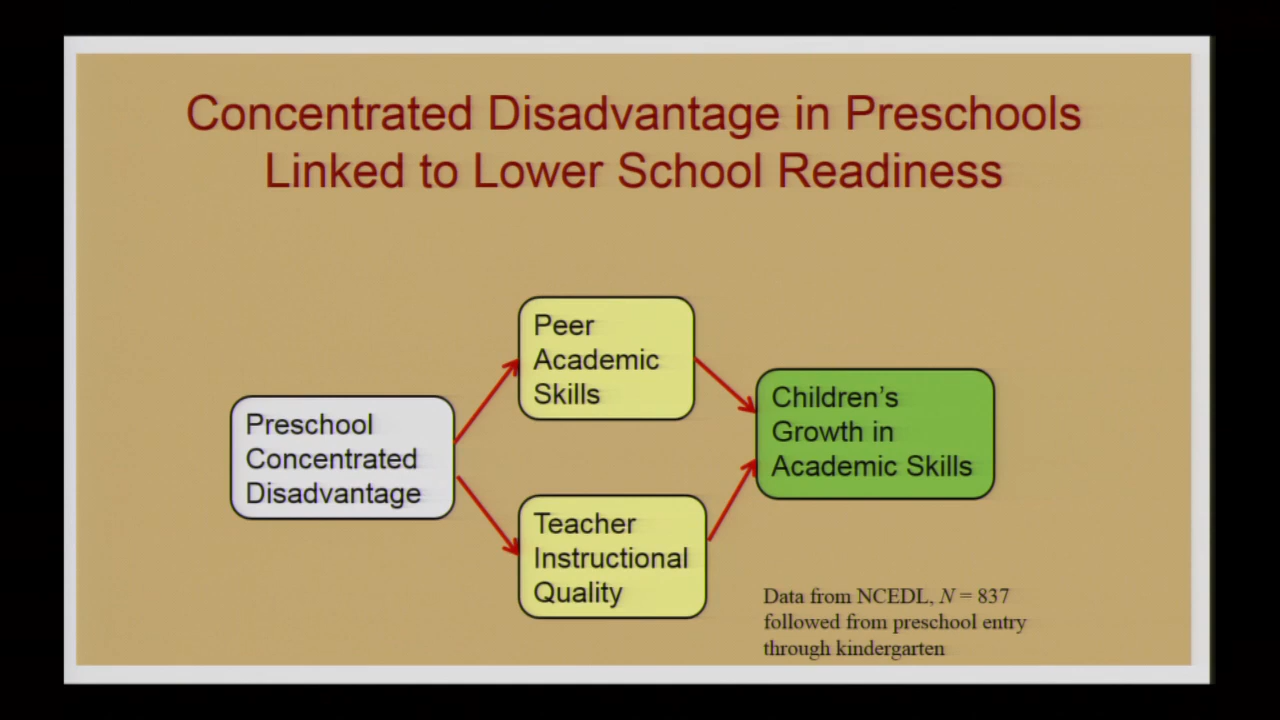 Concentrated Disadvantage in Preschools
Linked to Lower School Readiness
Peer
Academic
Skills
Preschool
Concentrated
Disadvantage
Children's
Growth in
Academic Skills
Teacher
Instructional
Quality
Data from NCEDL, N = 837
followed from preschool entry
through kindergarten